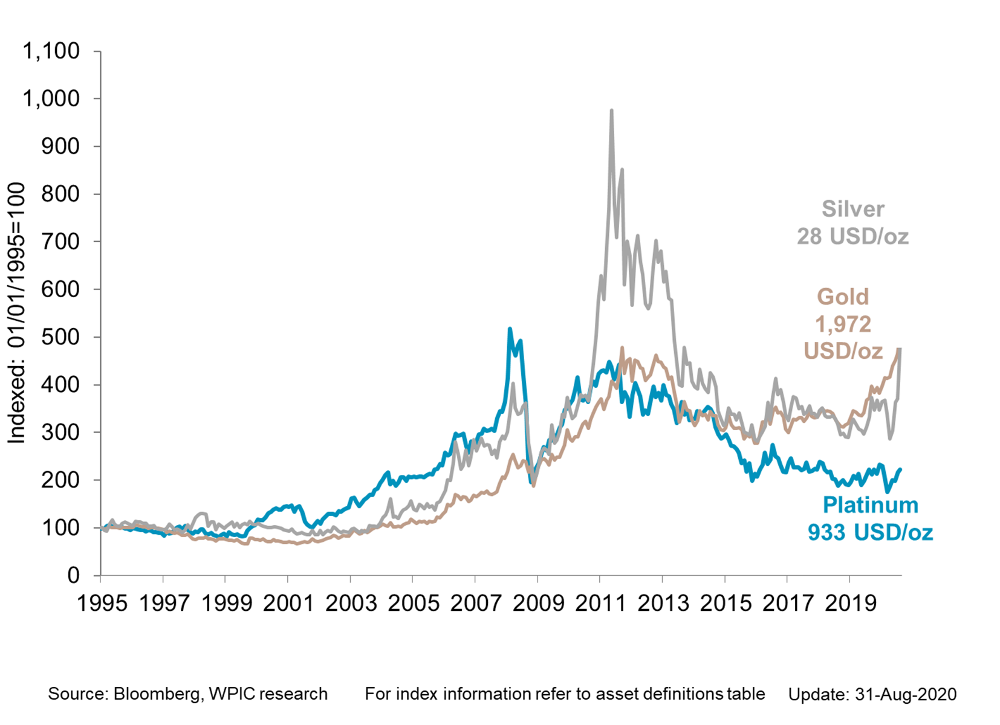 1,100
1,000
900
800
700
600
500
400
300
200
100
0
Indexed: 01/01/1995=100
1995 1997 1999 2001 2003 2005 2007 2009 2011 2013 2015 2017 2019
Silver
28 USD/oz
Gold
1,972
USD/oz
Platinum
933 USD/oz
Source: Bloomberg, WPIC research For index information refer to asset definitions table Update: 31-Aug-2020